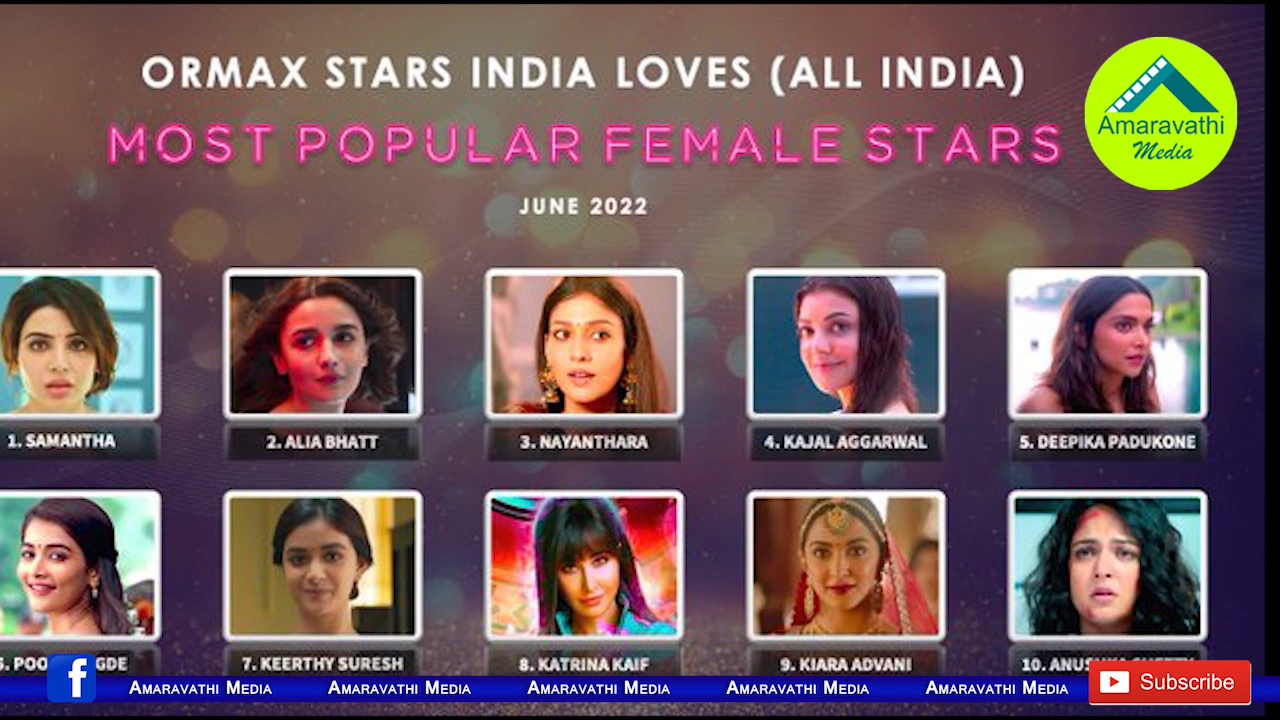 ORMAX STARS INDIA LOVES (ALL INDIA)
MOST POPULAR FEMALE STARS
JUNE 2022
Amaravathi
Media
1. SAMANTHA
2. ALIA BHATT
3. NAYANTHARA
4. KAJAL AGGARWAL
5. DEEPIKA PADUKONE
7. KEERTHY SURESH
8. KATRINA KAIF
9. KIARA ADVANI
10.
f
AMARAVATHI MEDIA
AMARAVATHI MEDIA
AMARAVATHI MEDIA
AMARAVATHI MEDIA
AMARAVATHI MEDIA
Subscribe